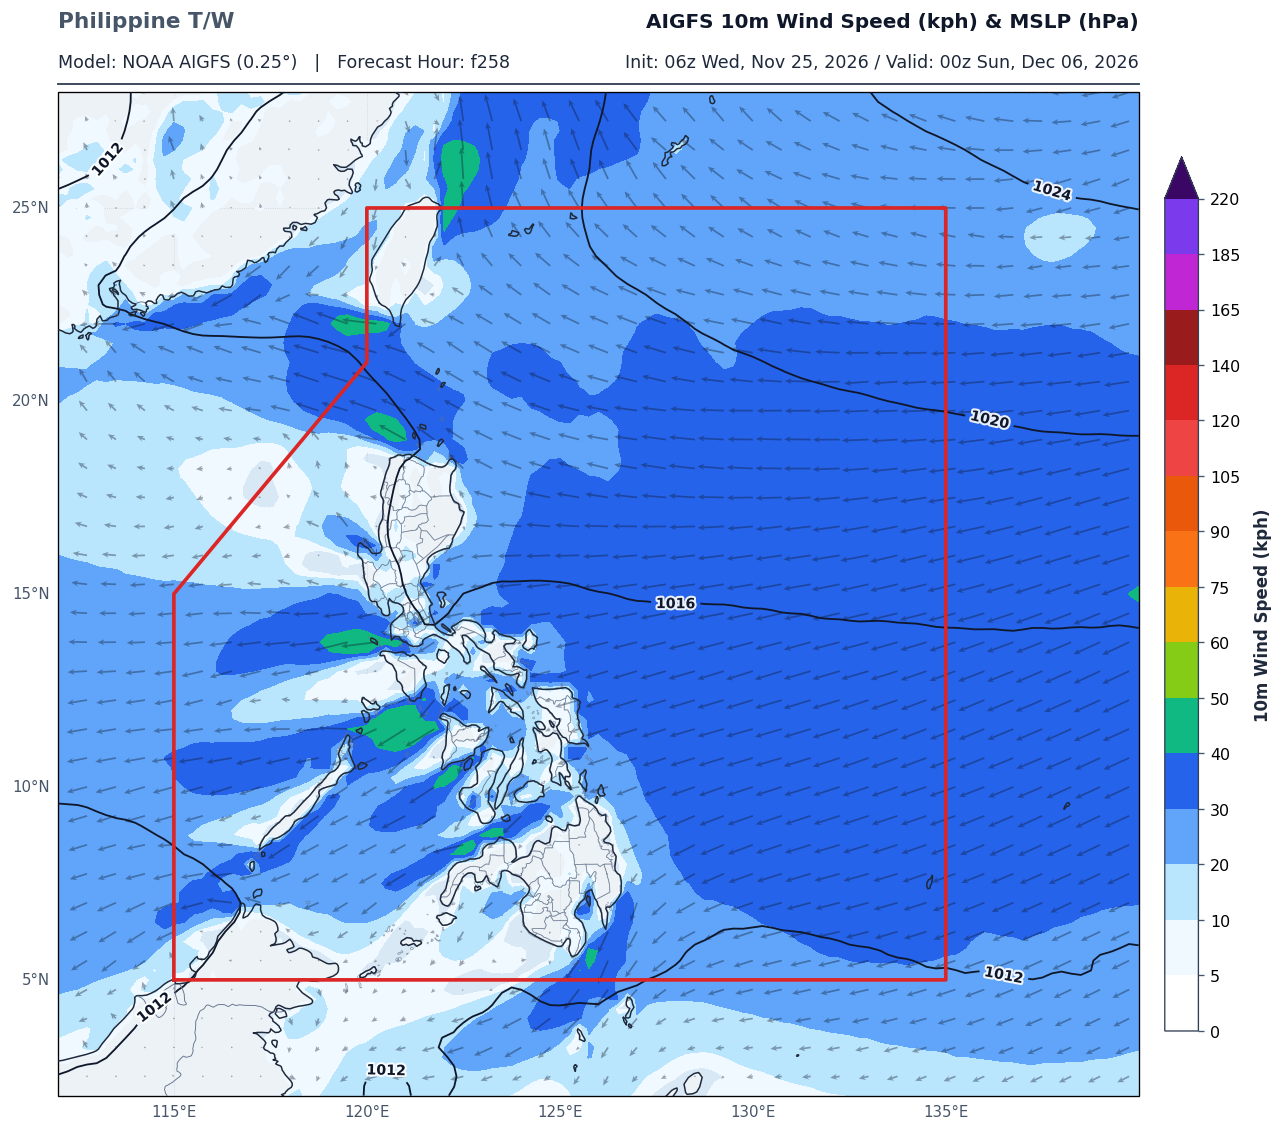 Philippine T/W
AIGFS 10m Wind Speed (kph) & MSLP (hPa)
Model: NOAA AIGFS (0.25°)   |   Forecast Hour: f258
Init: 06z Wed, Nov 25, 2026 / Valid: 00z Sun, Dec 06, 2026
1012
1024
1020
1016
1012
1012
1012
25°N
20°N
15°N
10°N
5°N
115°E
120°E
125°E
130°E
135°E
220
185
165
140
120
105
90
75
60
50
40
30
20
10
5
0
10m Wind Speed (kph)